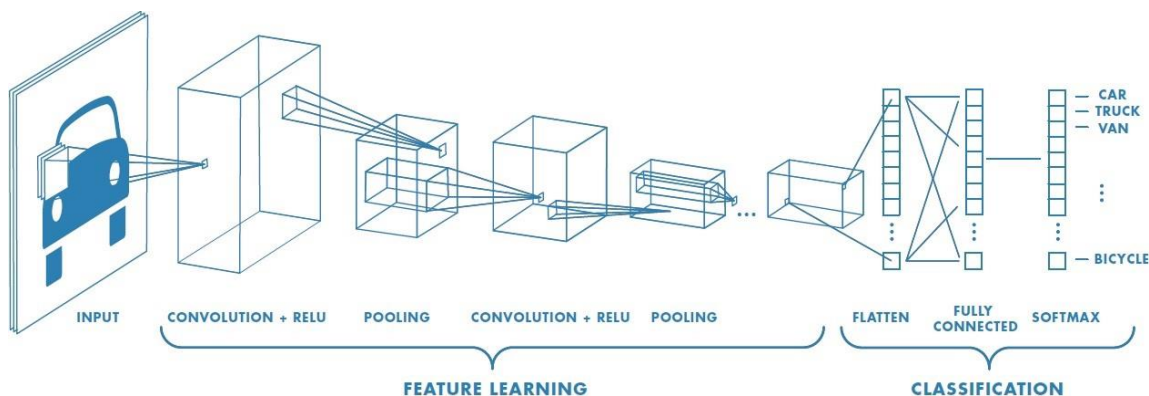 CAR
TRUCK
VAN
BICYCLE
INPUT
CONVOLUTION + RELU
POOLING
CONVOLUTION + RELU
POOLING
FLATTEN
FULLY
CONNECTED
SOFTMAX
FEATURE LEARNING
CLASSIFICATION